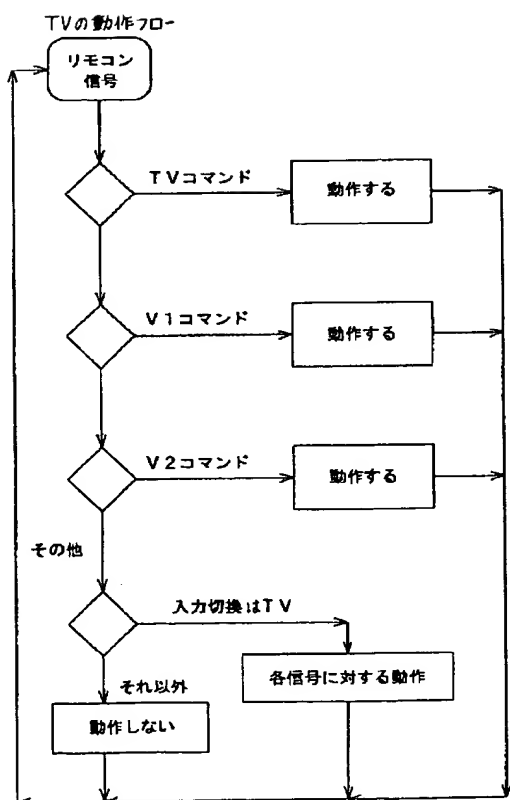 TVの動作フロー
リモコン
信号
TVコマンド
動作する
V1コマンド
動作する
V2コマンド
動作する
その他
入力切換はTV
各信号に対する動作
それ以外
動作しない